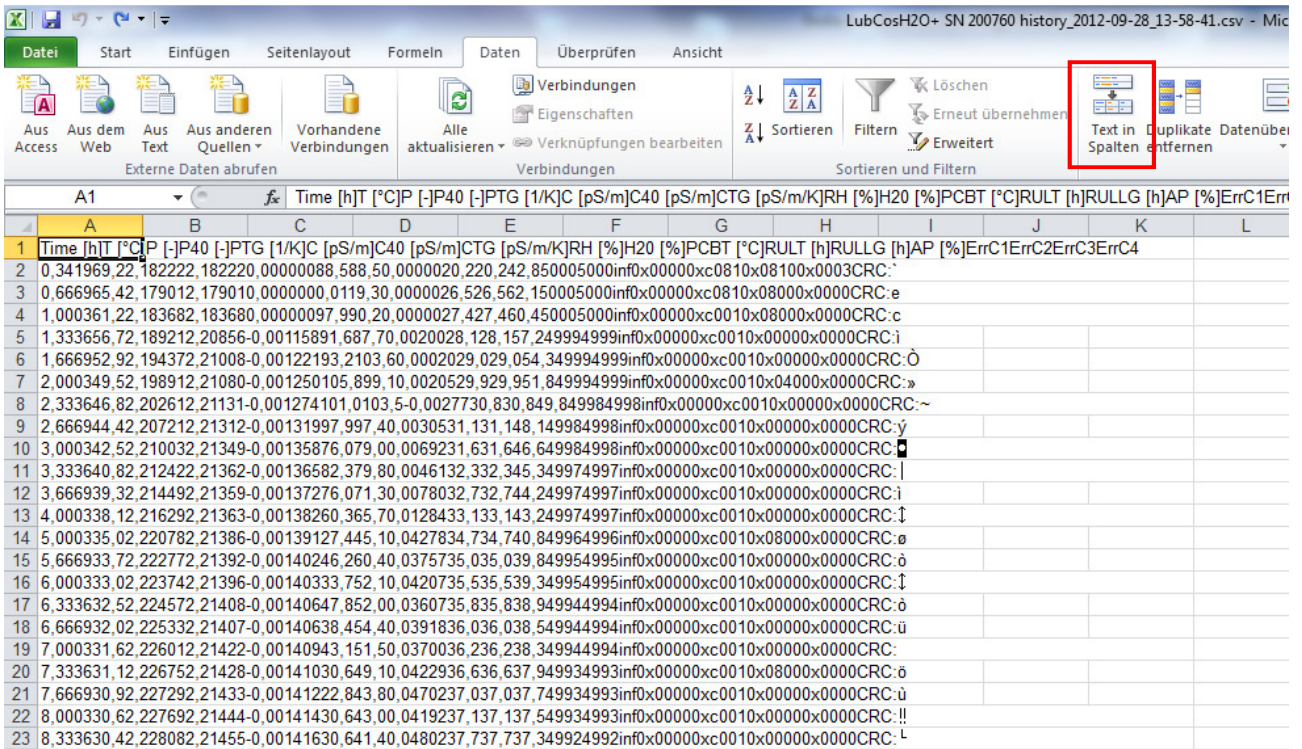 LubCosH2O+ SN 200760 history_2012-09-28_13-58-41.csv - Mic
Datei Start Einfügen Seitenlayout Formeln Daten Überprüfen Ansicht
Aus Access
Aus dem Web
Aus Text
Aus anderen Quellen
Vorhandene Verbindungen
Externe Daten abrufen
Alle aktualisieren
Verbindungen
Eigenschaften
Verknüpfungen bearbeiten
Verbindungen
Sortieren
Filtern
Löschen
Erneut übernehmen
Erweitert
Sortieren und Filtern
Text in Spalten
Duplikate entfernen
Datenüber
A1 fx Time [h]T [°C]P [-]P40 [-]PTG [1/K]C [pS/m]C40 [pS/m]CTG [pS/m/K]RH [%]H20 [%]PCBT [°C]RULT [h]RULLG [h]AP [%]ErrC1Err
A B C D E F G H I J K L
1 Time [h]T [°C]P [-]P40 [-]PTG [1/K]C [pS/m]C40 [pS/m]CTG [pS/m/K]RH [%]H20 [%]PCBT [°C]RULT [h]RULLG [h]AP [%]ErrC1ErrC2ErrC3ErrC4
2 0,341969,22,182222,182220,00000088,588,50,0000020,220,242,850005000inf0x00000xc0810x08100x0003CRC:`
3 0,666965,42,179012,179010,0000000,0119,30,0000026,526,562,150005000inf0x00000xc0810x08000x0000CRC:e
4 1,000361,22,183682,183680,00000097,990,20,0000027,427,460,450005000inf0x00000xc0010x08000x0000CRC:c
5 1,333656,72,189212,20856-0,00115891,687,70,0020028,128,157,249994999inf0x00000xc0010x00000x0000CRC:ì
6 1,666952,92,194372,21008-0,00122193,2103,60,0002029,029,054,349994999inf0x00000xc0010x00000x0000CRC:Ò
7 2,000349,52,198912,21080-0,001250105,899,10,0020529,929,951,849994999inf0x00000xc0010x04000x0000CRC:»
8 2,333646,82,202612,21131-0,001274101,0103,5-0,0027730,830,849,849984998inf0x00000xc0010x00000x0000CRC:~
9 2,666944,42,207212,21312-0,00131997,997,40,0030531,131,148,149984998inf0x00000xc0010x00000x0000CRC:ý
10 3,000342,52,210032,21349-0,00135876,079,00,0069231,631,646,649984998inf0x00000xc0010x00000x0000CRC:◘
11 3,333640,82,212422,21362-0,00136582,379,80,0046132,332,345,349974997inf0x00000xc0010x00000x0000CRC:|
12 3,666939,32,214492,21359-0,00137276,071,30,0078032,732,744,249974997inf0x00000xc0010x00000x0000CRC:ì
13 4,000338,12,216292,21363-0,00138260,365,70,0128433,133,143,249974997inf0x00000xc0010x00000x0000CRC:↨
14 5,000335,02,220782,21386-0,00139127,445,10,0427834,734,740,849964996inf0x00000xc0010x08000x0000CRC:ø
15 5,666933,72,222772,21392-0,00140246,260,40,0375735,035,039,849954995inf0x00000xc0010x00000x0000CRC:ò
16 6,000333,02,223742,21396-0,00140333,752,10,0420735,535,539,349954995inf0x00000xc0010x00000x0000CRC:↨
17 6,333632,52,224572,21408-0,00140647,852,00,0360735,835,838,949944994inf0x00000xc0010x00000x0000CRC:ò
18 6,666932,02,225332,21407-0,00140638,454,40,0391836,036,038,549944994inf0x00000xc0010x00000x0000CRC:ü
19 7,000331,62,226012,21422-0,00140943,151,50,0370036,236,238,349944994inf0x00000xc0010x00000x0000CRC:
20 7,333631,12,226752,21428-0,00141030,649,10,0422936,636,637,949934993inf0x00000xc0010x08000x0000CRC:ö
21 7,666930,92,227292,21433-0,00141222,843,80,0470237,037,037,749934993inf0x00000xc0010x00000x0000CRC:ù
22 8,000330,62,227692,21444-0,00141430,643,00,0419237,137,137,549934993inf0x00000xc0010x00000x0000CRC:‼
23 8,333630,42,228082,21455-0,00141630,641,40,0480237,737,737,349924992inf0x00000xc0010x00000x0000CRC:└